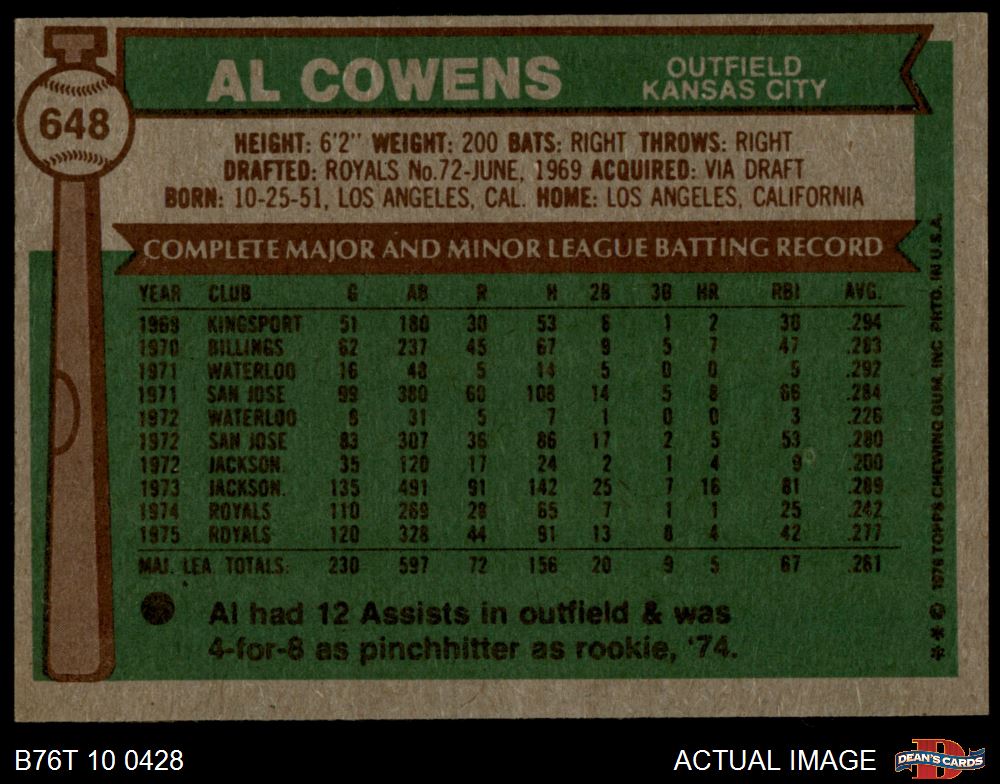 AL COWENS
OUTFIELD
KANSAS CITY
648
HEIGHT: 6'2" WEIGHT: 200 BATS: RIGHT THROWS: RIGHT
DRAFTED: ROYALS No.72-JUNE, 1969 ACQUIRED: VIA DRAFT
BORN: 10-25-51, LOS ANGELES, CAL. HOME: LOS ANGELES, CALIFORNIA
COMPLETE MAJOR AND MINOR LEAGUE BATTING RECORD
YEAR CLUB G AB R H 2B 3B HR RBI AVG.
1969 KINGSPORT 51 180 30 53 6 1 2 30 .294
1970 BILLINGS 62 237 45 67 9 5 7 47 .283
1971 WATERLOO 16 48 5 14 5 0 0 5 .292
1971 SAN JOSE 99 380 60 108 14 5 8 66 .284
1972 WATERLOO 31 5 7 1 0 0 3 .226
1972 SAN JOSE 83 307 36 86 17 2 5 53 .280
1972 JACKSON 35 120 17 24 2 1 4 9 .200
1973 JACKSON 135 491 91 142 25 7 16 81 .289
1974 ROYALS 110 269 28 65 7 1 1 25 .242
1975 ROYALS 120 328 44 91 13 8 4 42 .277
MAJ. LEA. TOTALS: 230 597 72 156 20 9 5 67 .261
Al had 12 Assists in outfield & was
4-for-8 as pinchhitter as rookie, '74.
* * © 1976 TOPPS CHEWING GUM, INC PRTD. IN U.S.A.
B76T 10 0428
ACTUAL IMAGE
D
DEAN'S CARDS